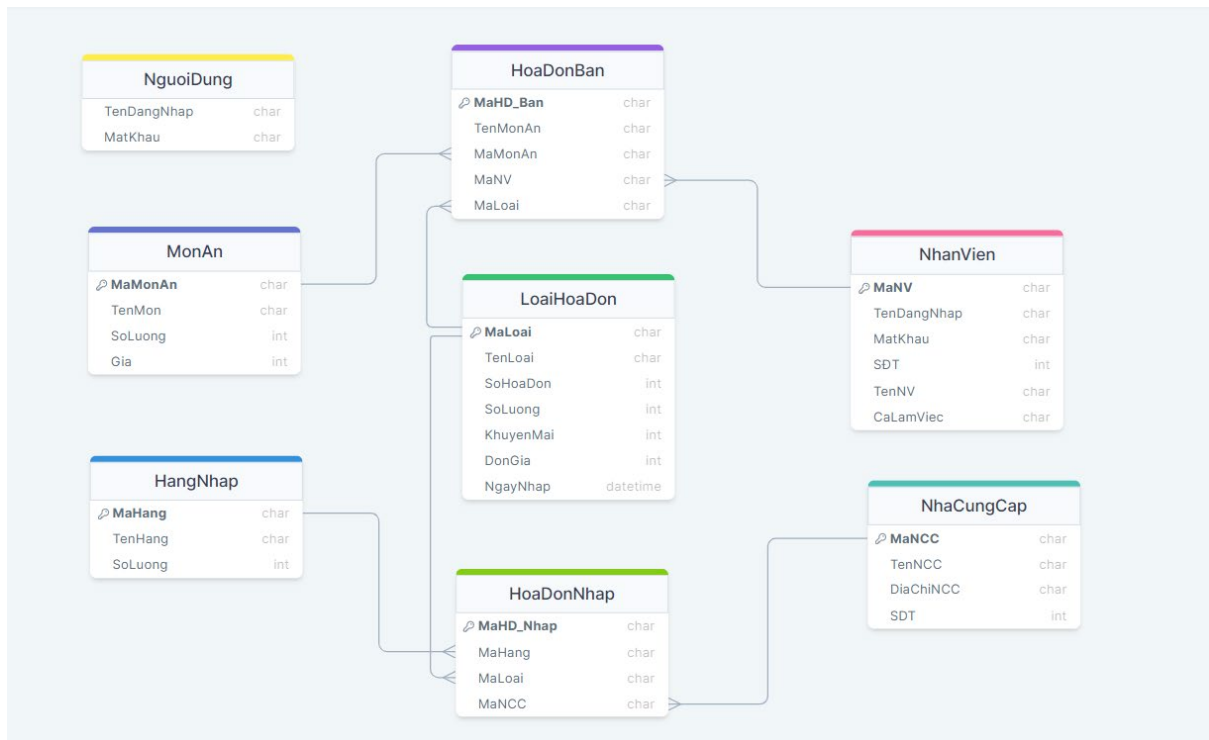 NguoiDung
TenDangNhap char
MatKhau char
HoaDonBan
MaHD_Ban char
TenMonAn char
MaMonAn char
MaNV char
MaLoai char
MonAn
MaMonAn char
TenMon char
SoLuong int
Gia int
LoaiHoaDon
MaLoai char
TenLoai char
SoHoaDon int
SoLuong int
KhuyenMai int
DonGia int
NgayNhap datetime
NhanVien
MaNV char
TenDangNhap char
MatKhau char
SĐT int
TenNV char
CaLamViec char
HangNhap
MaHang char
TenHang char
SoLuong int
HoaDonNhap
MaHD_Nhap char
MaHang char
MaLoai char
MaNCC char
NhaCungCap
MaNCC char
TenNCC char
DiaChiNCC char
SDT int